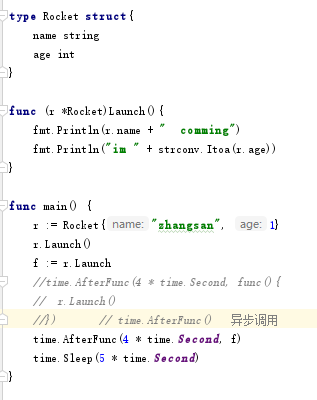 type Rocket struct{
name string
age int
}
func (r *Rocket)Launch(){
fmt.Println(r.name + "  comming")
fmt.Println("im " + strconv.Itoa(r.age))
}
func main() {
r := Rocket{ name: "zhangsan", age: 1}
r.Launch()
f := r.Launch
//time.AfterFunc(4 * time.Second, func(){
//  r.Launch()
//})      // time.AfterFunc()   异步调用
time.AfterFunc(4 * time.Second, f)
time.Sleep(5 * time.Second)
}